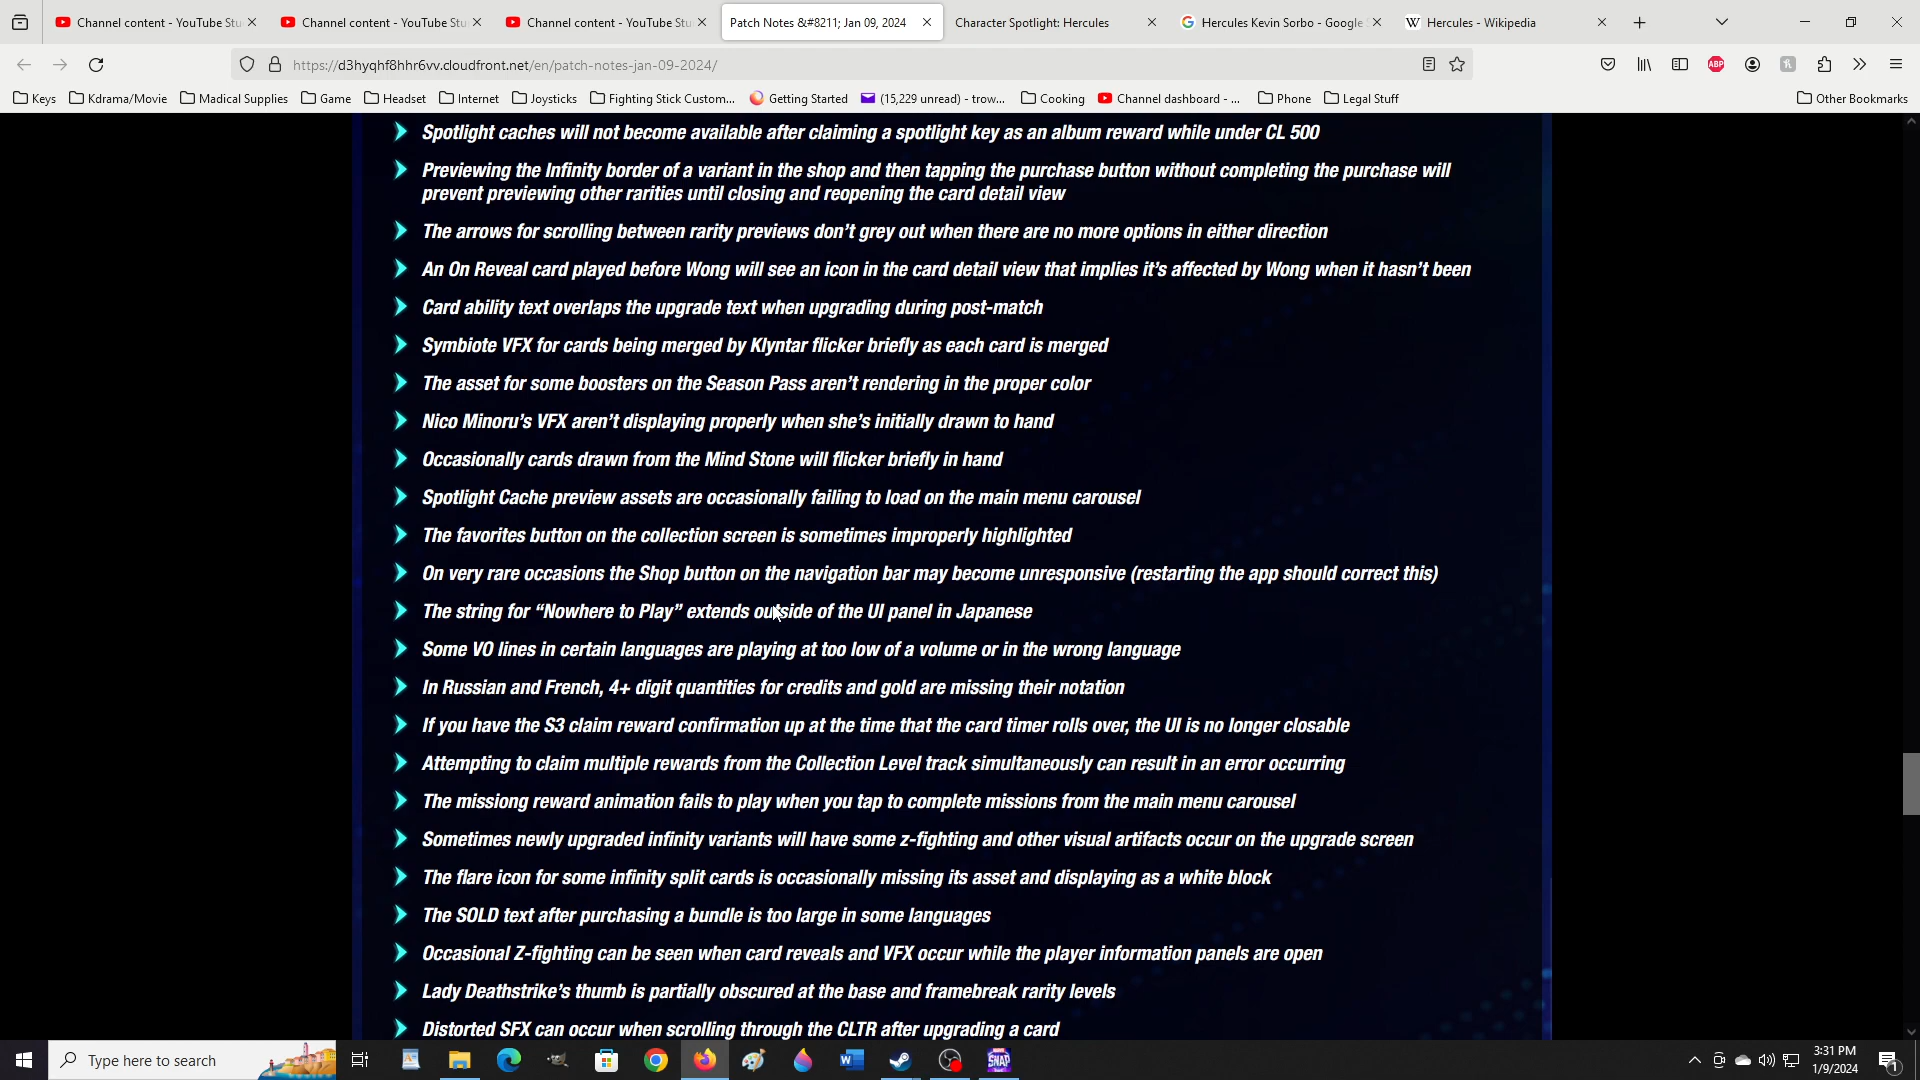 Channel content - YouTube Stu
Channel content - YouTube Stu
Channel content - YouTube Stu
Patch Notes &#8211; Jan 09, 2024
Character Spotlight: Hercules
Hercules Kevin Sorbo - Google
Hercules - Wikipedia
https://d3hyqhf8hhr6vv.cloudfront.net/en/patch-notes-jan-09-2024/
ABP
Keys
Kdrama/Movie
Madical Supplies
Game
Headset
Internet
Joysticks
Fighting Stick Custom...
Getting Started
(15,229 unread) - trow...
Cooking
Channel dashboard - ...
Phone
Legal Stuff
Other Bookmarks
Spotlight caches will not become available after claiming a spotlight key as an album reward while under CL 500
Previewing the Infinity border of a variant in the shop and then tapping the purchase button without completing the purchase will
prevent previewing other rarities until closing and reopening the card detail view
The arrows for scrolling between rarity previews don’t grey out when there are no more options in either direction
An On Reveal card played before Wong will see an icon in the card detail view that implies it’s affected by Wong when it hasn’t been
Card ability text overlaps the upgrade text when upgrading during post-match
Symbiote VFX for cards being merged by Klyntar flicker briefly as each card is merged
The asset for some boosters on the Season Pass aren’t rendering in the proper color
Nico Minoru’s VFX aren’t displaying properly when she’s initially drawn to hand
Occasionally cards drawn from the Mind Stone will flicker briefly in hand
Spotlight Cache preview assets are occasionally failing to load on the main menu carousel
The favorites button on the collection screen is sometimes improperly highlighted
On very rare occasions the Shop button on the navigation bar may become unresponsive (restarting the app should correct this)
The string for “Nowhere to Play” extends outside of the UI panel in Japanese
Some VO lines in certain languages are playing at too low of a volume or in the wrong language
In Russian and French, 4+ digit quantities for credits and gold are missing their notation
If you have the S3 claim reward confirmation up at the time that the card timer rolls over, the UI is no longer closable
Attempting to claim multiple rewards from the Collection Level track simultaneously can result in an error occurring
The missiong reward animation fails to play when you tap to complete missions from the main menu carousel
Sometimes newly upgraded infinity variants will have some z-fighting and other visual artifacts occur on the upgrade screen
The flare icon for some infinity split cards is occasionally missing its asset and displaying as a white block
The SOLD text after purchasing a bundle is too large in some languages
Occasional Z-fighting can be seen when card reveals and VFX occur while the player information panels are open
Lady Deathstrike’s thumb is partially obscured at the base and framebreak rarity levels
Distorted SFX can occur when scrolling through the CLTR after upgrading a card
Type here to search
SNAP
3:31 PM
1/9/2024
1